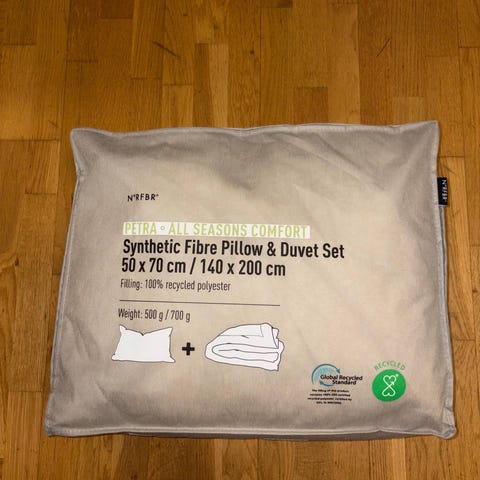 N°RFBR°
N°RFBR°
PETRA ◦ ALL SEASONS COMFORT
Synthetic Fibre Pillow & Duvet Set
50 x 70 cm / 140 x 200 cm
Filling: 100% recycled polyester
Weight: 500 g / 700 g
+
Global Recycled
Standard
RECYCLED